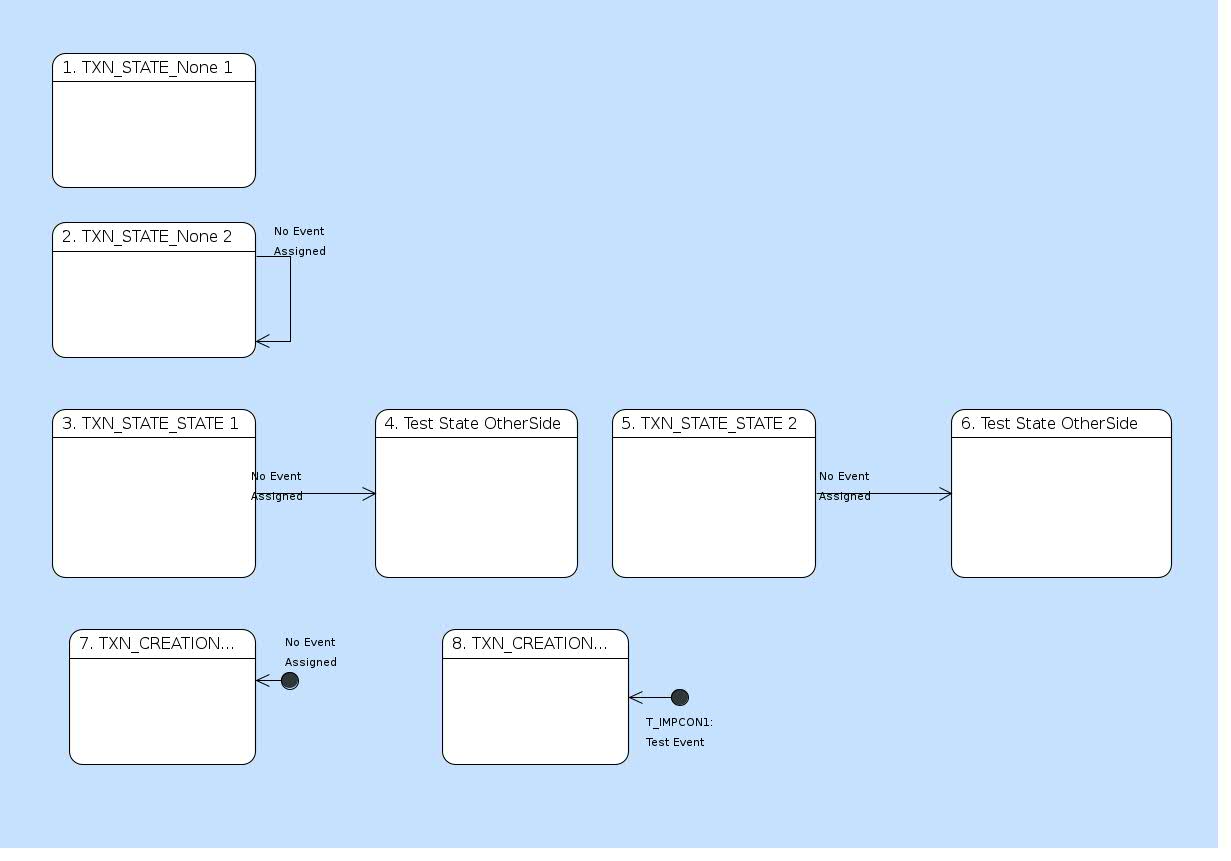 1. TXN_STATE_None 1
2. TXN_STATE_None 2
No Event
Assigned
3. TXN_STATE_STATE 1
No Event
Assigned
4. Test State OtherSide
5. TXN_STATE_STATE 2
No Event
Assigned
6. Test State OtherSide
7. TXN_CREATION...
No Event
Assigned
8. TXN_CREATION...
T_IMPCON1:
Test Event